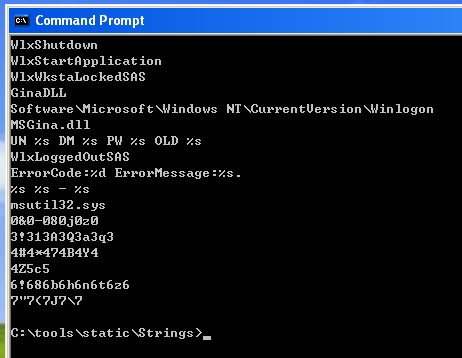 Command Prompt
WlxShutdown
WlxStartApplication
WlxWkstaLockedSAS
GinaDLL
Software\Microsoft\Windows NT\CurrentVersion\Winlogon
MSGina.dll
UN %s DM %s PW %s OLD %s
WlxLoggedOutSAS
ErrorCode:%d ErrorMessage:%s.
%s %s - %s
msutil32.sys
0&0-080j0z0
3!313A3Q3a3q3
4#4*474B4Y4
4Z5c5
6!686b6h6n6t6z6
7"7(7J7\7
C:\tools\static\Strings>_